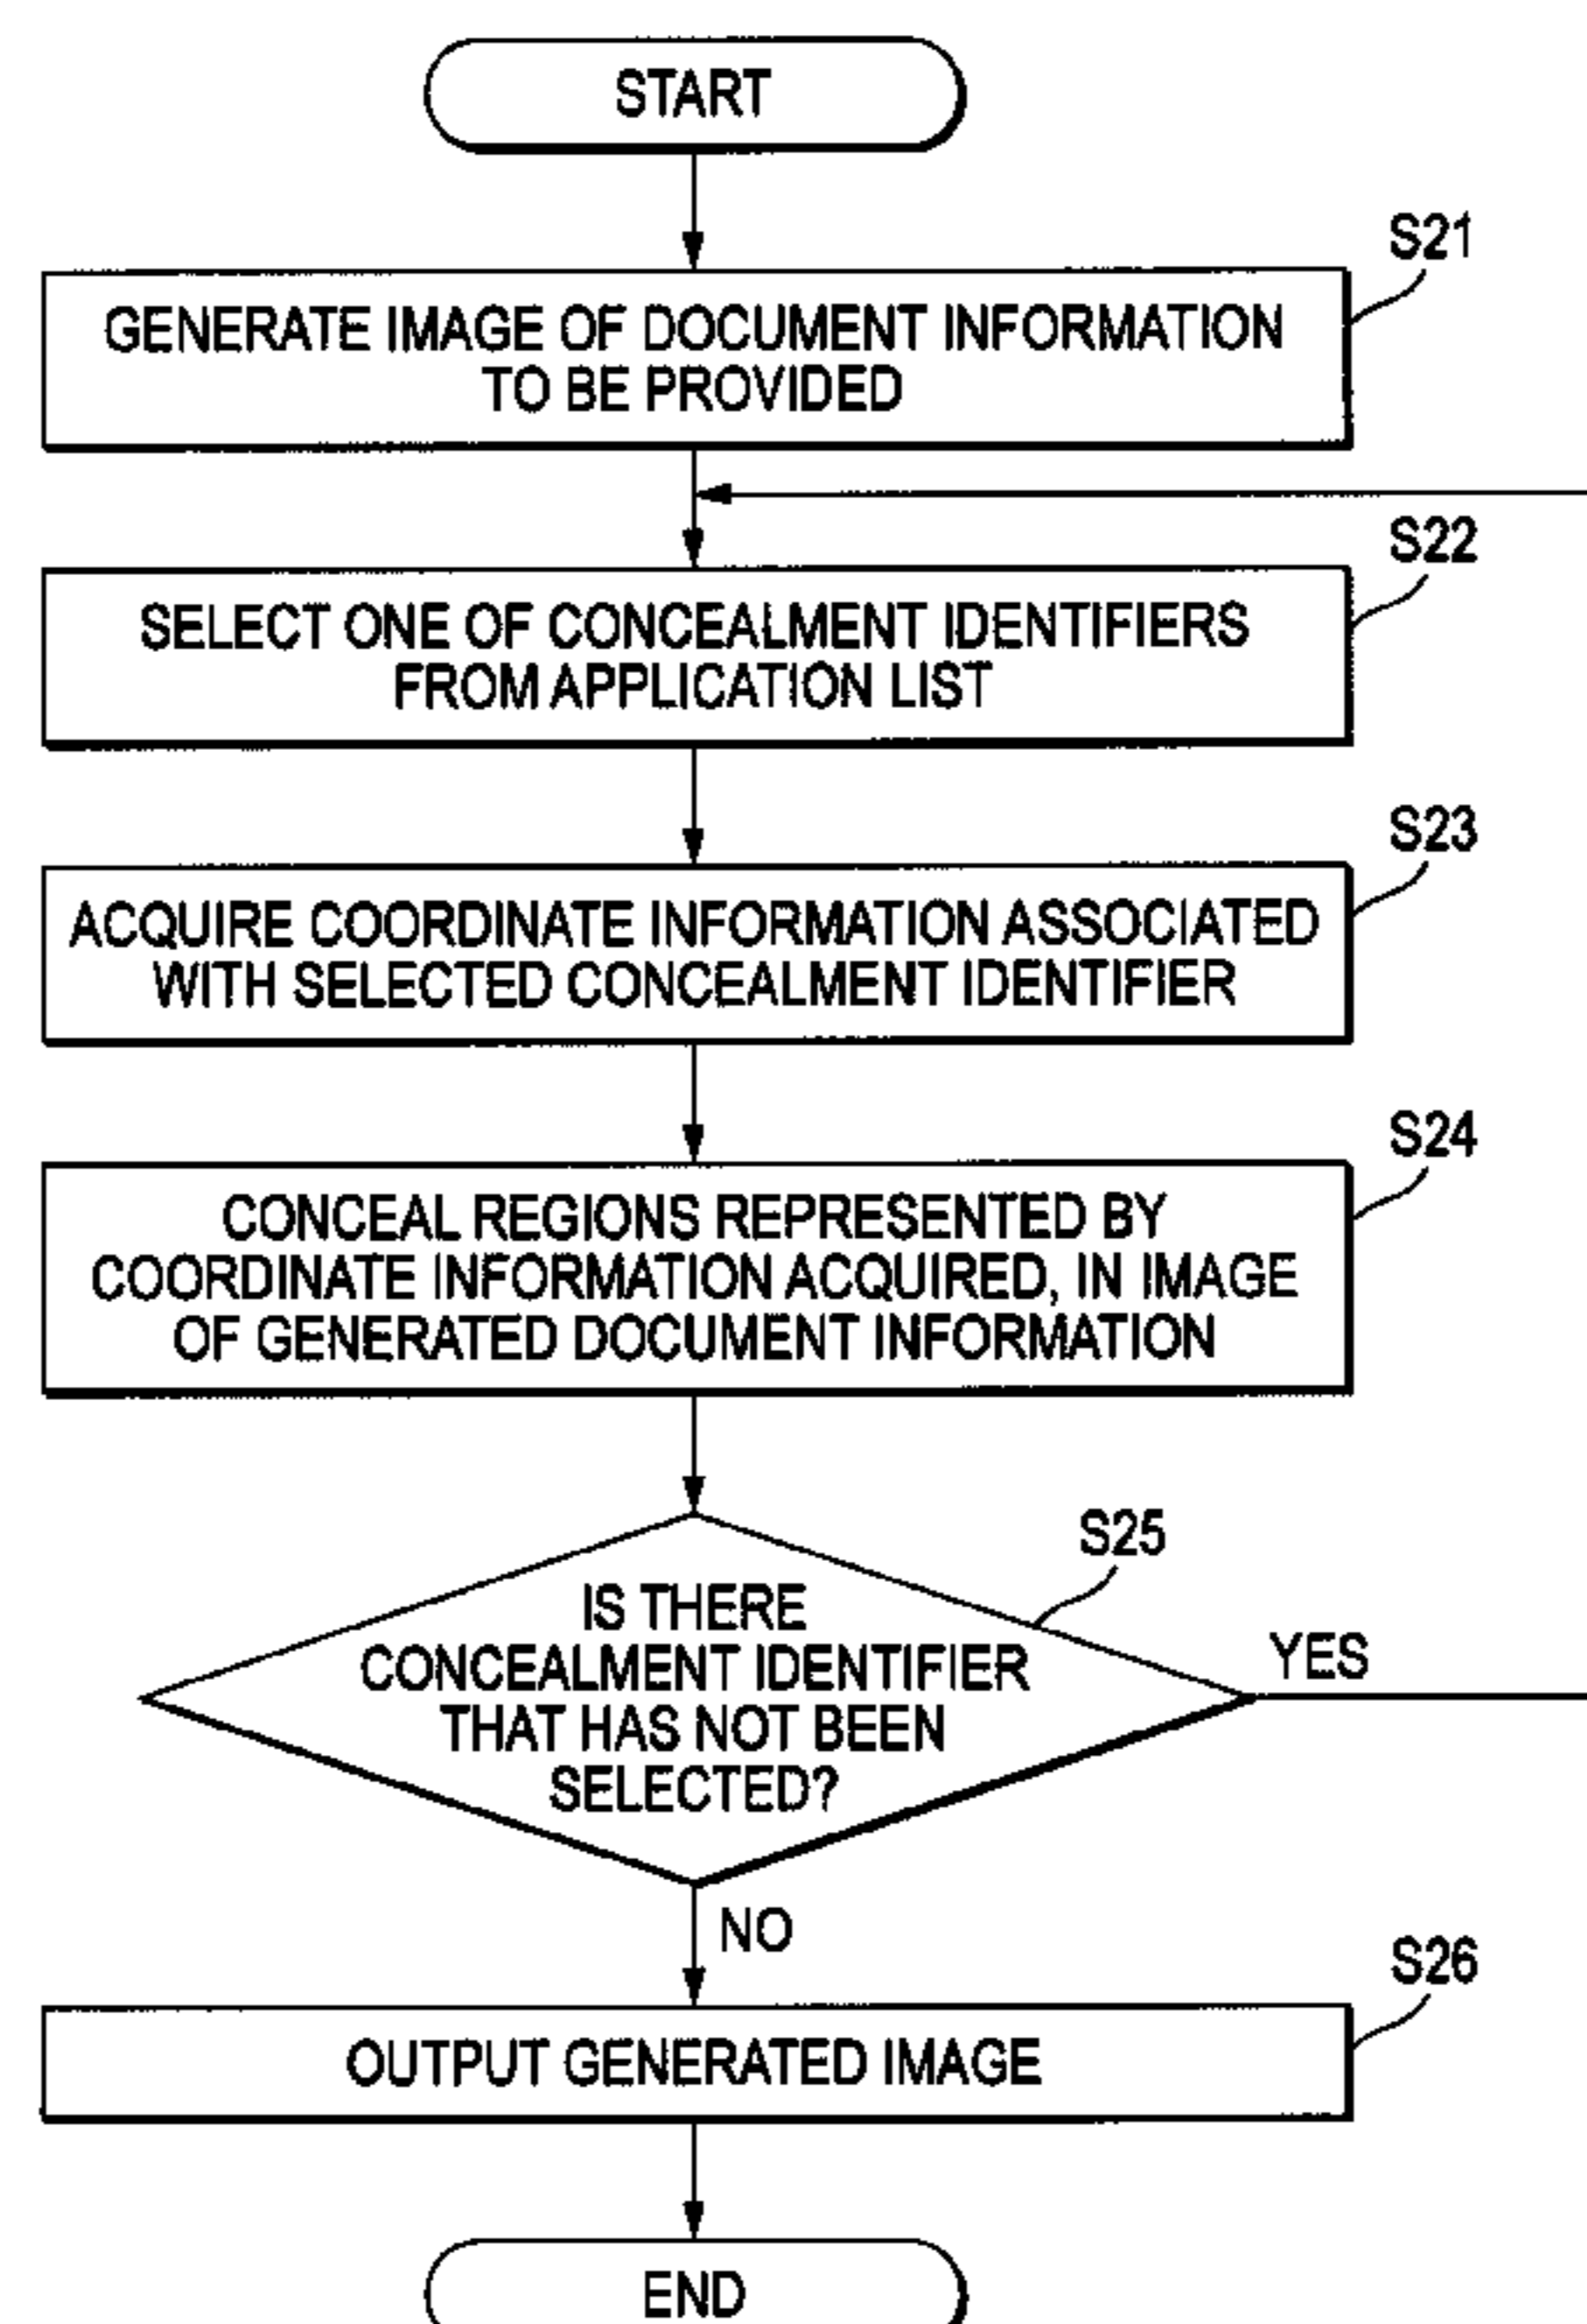 START
S21
GENERATE IMAGE OF DOCUMENT INFORMATION
TO BE PROVIDED
S22
SELECT ONE OF CONCEALMENT IDENTIFIERS
FROM APPLICATION LIST
S23
ACQUIRE COORDINATE INFORMATION ASSOCIATED
WITH SELECTED CONCEALMENT IDENTIFIER
S24
CONCEAL REGIONS REPRESENTED BY
COORDINATE INFORMATION ACQUIRED, IN IMAGE
OF GENERATED DOCUMENT INFORMATION
S25
IS THERE
CONCEALMENT IDENTIFIER
THAT HAS NOT BEEN
SELECTED?
YES
NO
S26
OUTPUT GENERATED IMAGE
END